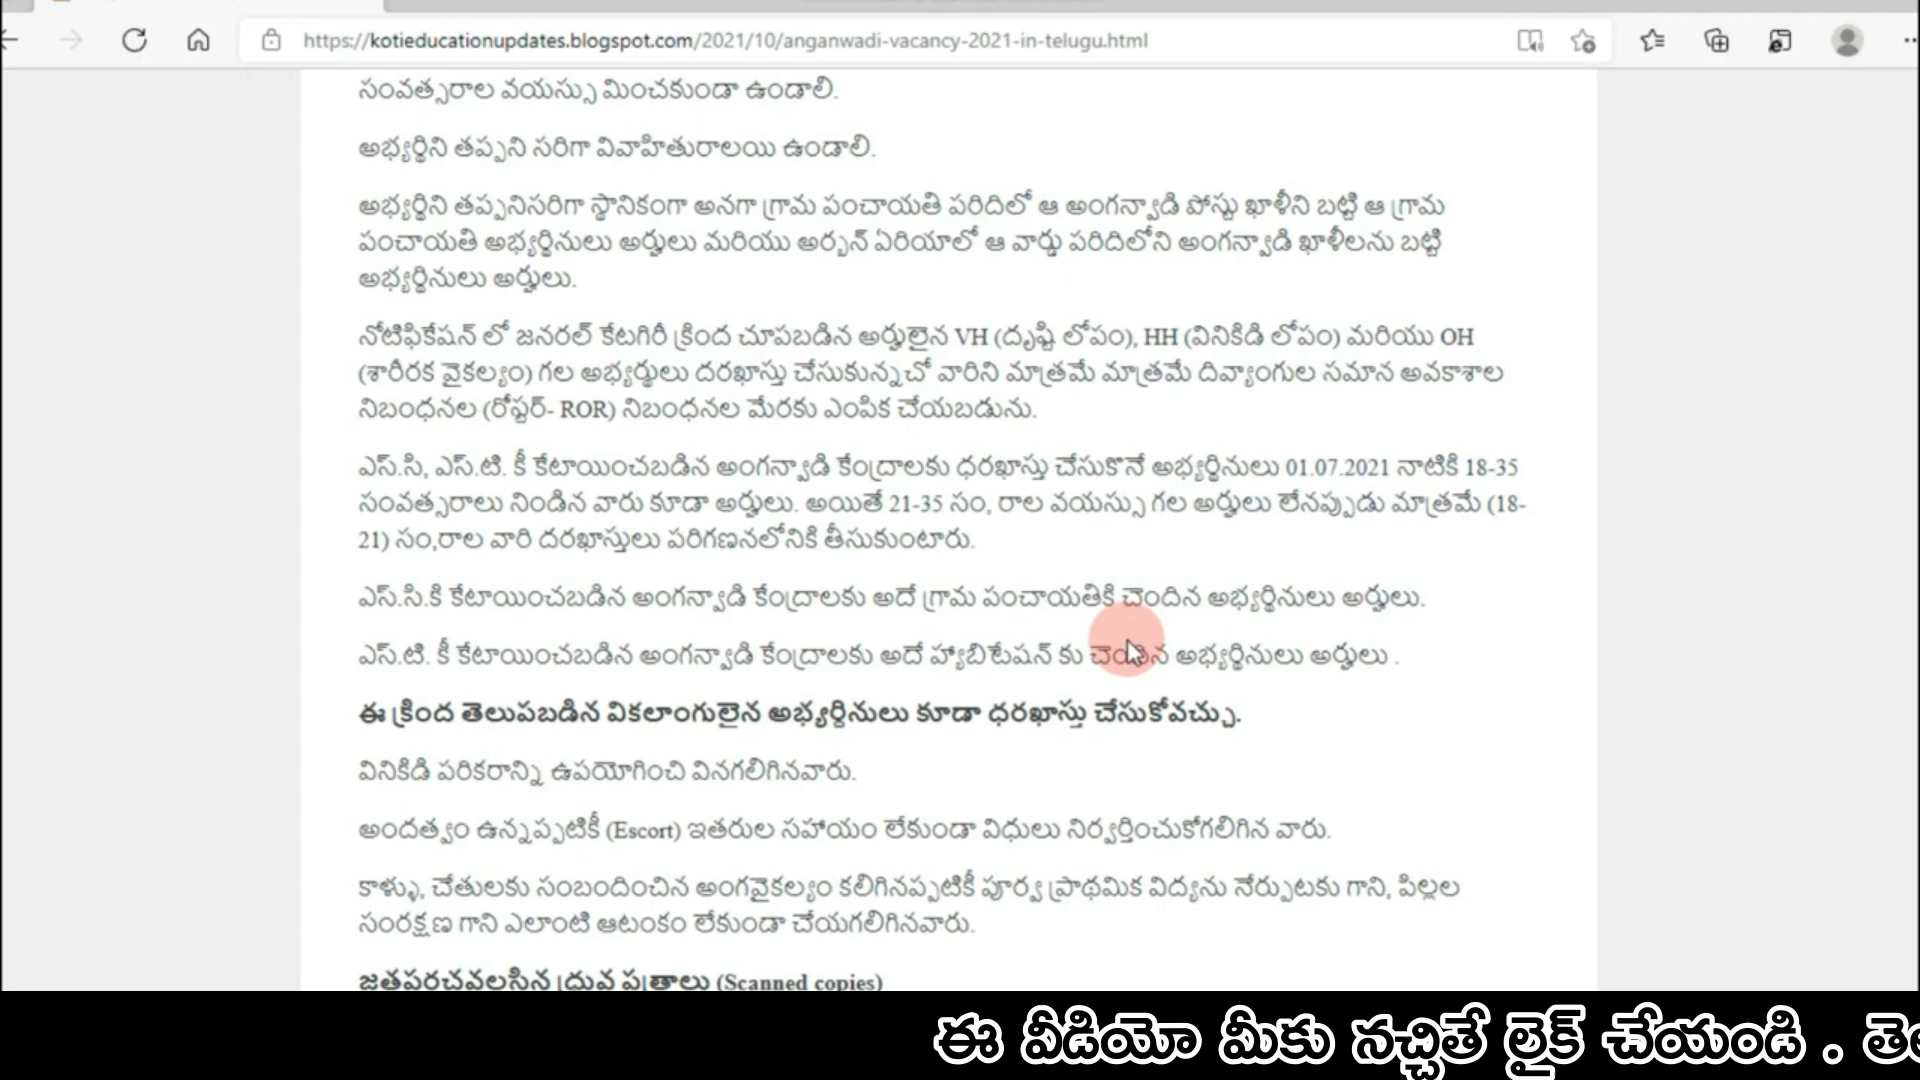 https://kotieducationupdates.blogspot.com/2021/10/anganwadi-vacancy-2021-in-telugu.html
సంవత్సరాల వయస్సు మించకుండా ఉండాలి.
అభ్యర్థిని తప్పని సరిగా వివాహితురాలయి ఉండాలి.
అభ్యర్థిని తప్పనిసరిగా స్థానికంగా అనగా గ్రామ పంచాయతి పరిదిలో ఆ అంగన్వాడి పోస్టు ఖాళీని బట్టి ఆ గ్రామ
పంచాయతి అభ్యర్థినులు అర్హులు మరియు అర్బన్ ఏరియాలో ఆ వార్డు పరిదిలోని అంగన్వాడి ఖాళీలను బట్టి
అభ్యర్థినులు అర్హులు.
నోటిఫికేషన్ లో జనరల్ కేటగిరీ క్రింద చూపబడిన అర్హులైన VH (దృష్టి లోపం), HH (వినికిడి లోపం) మరియు OH
(శారీరక వైకల్యం) గల అభ్యర్థులు దరఖాస్తు చేసుకున్నచో వారిని మాత్రమే మాత్రమే దివ్యాంగుల సమాన అవకాశాల
నిబంధనల (రోష్టర్- ROR) నిబంధనల మేరకు ఎంపిక చేయబడును.
ఎస్.సి, ఎస్.టి. కీ కేటాయించబడిన అంగన్వాడి కేంద్రాలకు ధరఖాస్తు చేసుకొనే అభ్యర్థినులు 01.07.2021 నాటికి 18-35
సంవత్సరాలు నిండిన వారు కూడా అర్హులు. అయితే 21-35 సం, రాల వయస్సు గల అర్హులు లేనప్పుడు మాత్రమే (18-
21) సం,రాల వారి దరఖాస్తులు పరిగణనలోనికి తీసుకుంటారు.
ఎస్.సి.కి కేటాయించబడిన అంగన్వాడి కేంద్రాలకు అదే గ్రామ పంచాయతికి చెందిన అభ్యర్థినులు అర్హులు.
ఎస్.టి. కీ కేటాయించబడిన అంగన్వాడి కేంద్రాలకు అదే హ్యాబిటేషన్ కు చెందిన అభ్యర్థినులు అర్హులు .
ఈ క్రింద తెలుపబడిన వికలాంగులైన అభ్యర్థినులు కూడా ధరఖాస్తు చేసుకోవచ్చు.
వినికిడి పరికరాన్ని ఉపయోగించి వినగలిగినవారు.
అందత్వం ఉన్నప్పటికీ (Escort) ఇతరుల సహాయం లేకుండా విధులు నిర్వర్తించుకోగలిగిన వారు.
కాళ్ళు, చేతులకు సంబందించిన అంగవైకల్యం కలిగినప్పటికీ పూర్వ ప్రాథమిక విద్యను నేర్పుటకు గాని, పిల్లల
సంరక్షణ గాని ఎలాంటి ఆటంకం లేకుండా చేయగలిగినవారు.
జతపరచవలసిన ద్రువ పత్రాలు (Scanned copies)
ఈ వీడియో మీకు నచ్చితే లైక్ చేయండి .